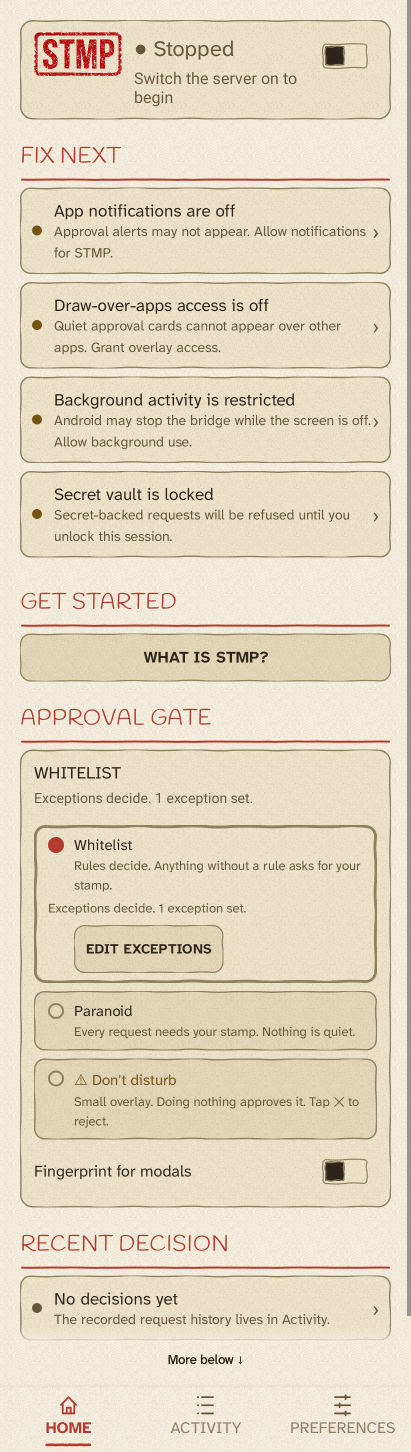 STMP
● Stopped
Switch the server on to
begin
FIX NEXT
App notifications are off
Approval alerts may not appear. Allow notifications
for STMP.
Draw-over-apps access is off
Quiet approval cards cannot appear over other
apps. Grant overlay access.
Background activity is restricted
Android may stop the bridge while the screen is off.
Allow background use.
Secret vault is locked
Secret-backed requests will be refused until you
unlock this session.
GET STARTED
WHAT IS STMP?
APPROVAL GATE
WHITELIST
Exceptions decide. 1 exception set.
Whitelist
Rules decide. Anything without a rule asks for your
stamp.
Exceptions decide. 1 exception set.
EDIT EXCEPTIONS
Paranoid
Every request needs your stamp. Nothing is quiet.
⚠ Don't disturb
Small overlay. Doing nothing approves it. Tap ✕ to
reject.
Fingerprint for modals
RECENT DECISION
No decisions yet
The recorded request history lives in Activity.
More below ↓
HOME
ACTIVITY
PREFERENCES